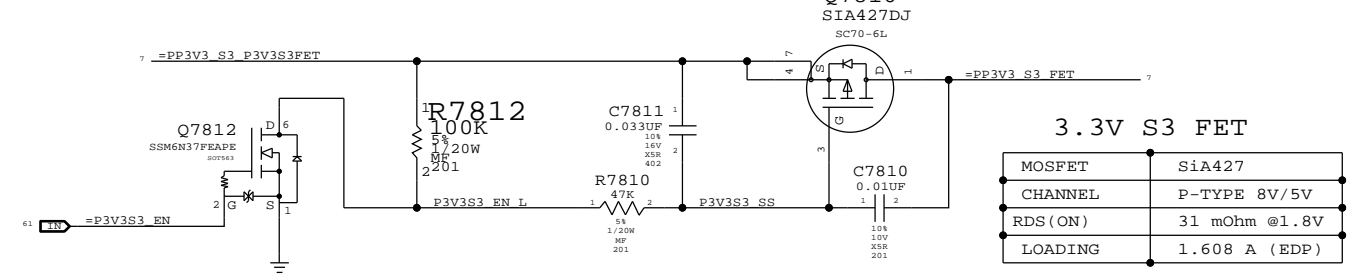 SIA427DJ
SC70-6L
7
=PP3V3_S3_P3V3S3FET
7
4
S
D
1
=PP3V3_S3_FET
7
G
3
1
R7812
100K
5%
1/20W
MF
201
2
C7811
0.033UF
10%
16V
X5R
402
1
2
Q7812
SSM6N37FEAPE
SOT563
D
6
2
G
S
1
61
IN
=P3V3S3_EN
P3V3S3_EN_L
R7810
47K
1
2
5%
1/20W
MF
201
P3V3S3_SS
C7810
0.01UF
1
2
10%
10V
X5R
201
3.3V S3 FET
MOSFET SiA427
CHANNEL P-TYPE 8V/5V
RDS(ON) 31 mOhm @1.8V
LOADING 1.608 A (EDP)